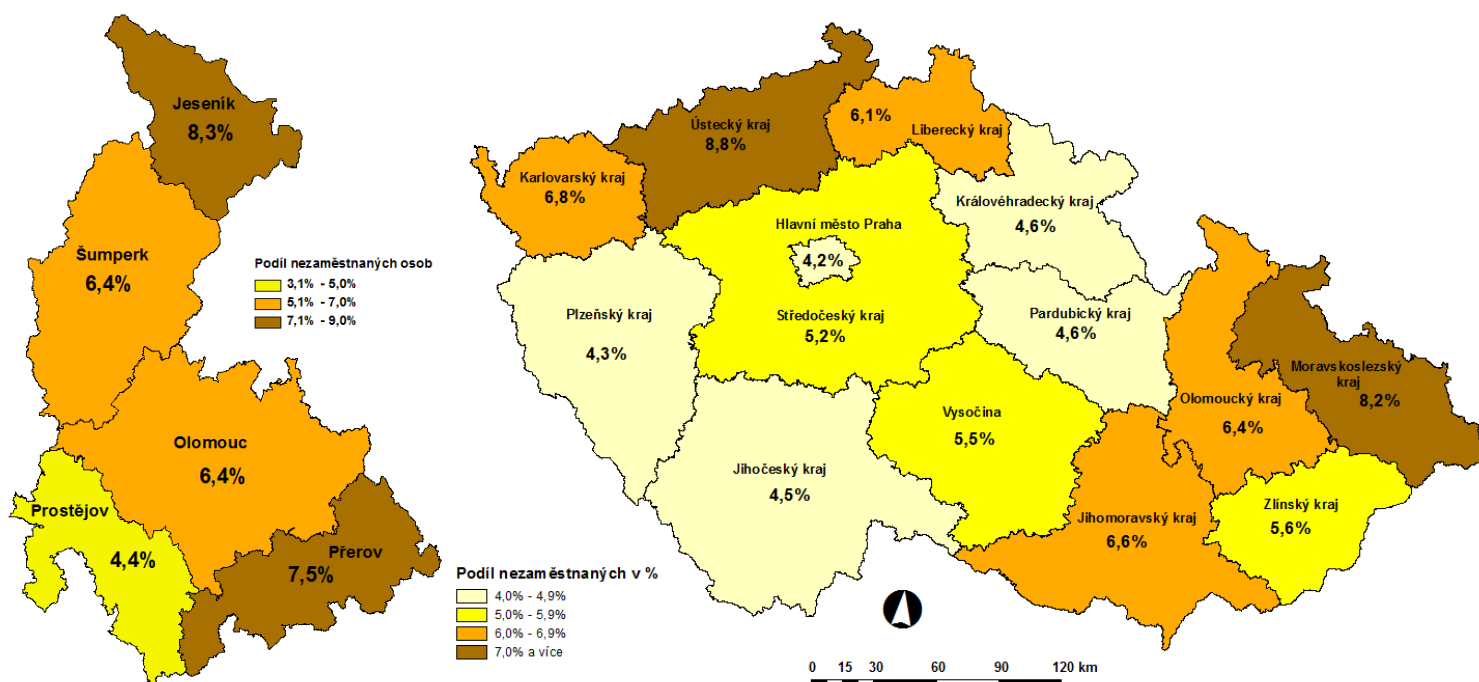 Jeseník
8,3%
Šumperk
6,4%
Podíl nezaměstnaných osob
3,1% - 5,0%
5,1% - 7,0%
7,1% - 9,0%
Olomouc
6,4%
Prostějov
4,4%
Přerov
7,5%
Ústecký kraj
8,8%
6,1%
Liberecký kraj
Karlovarský kraj
6,8%
Královéhradecký kraj
4,6%
Hlavní město Praha
4,2%
Plzeňský kraj
4,3%
Středočeský kraj
5,2%
Pardubický kraj
4,6%
Moravskoslezský
kraj
8,2%
Olomoucký kraj
6,4%
Vysočina
5,5%
Jihočeský kraj
4,5%
Jihomoravský kraj
6,6%
Zlínský kraj
5,6%
Podíl nezaměstnaných v %
4,0% - 4,9%
5,0% - 5,9%
6,0% - 6,9%
7,0% a více
0 15 30 60 90 120 km